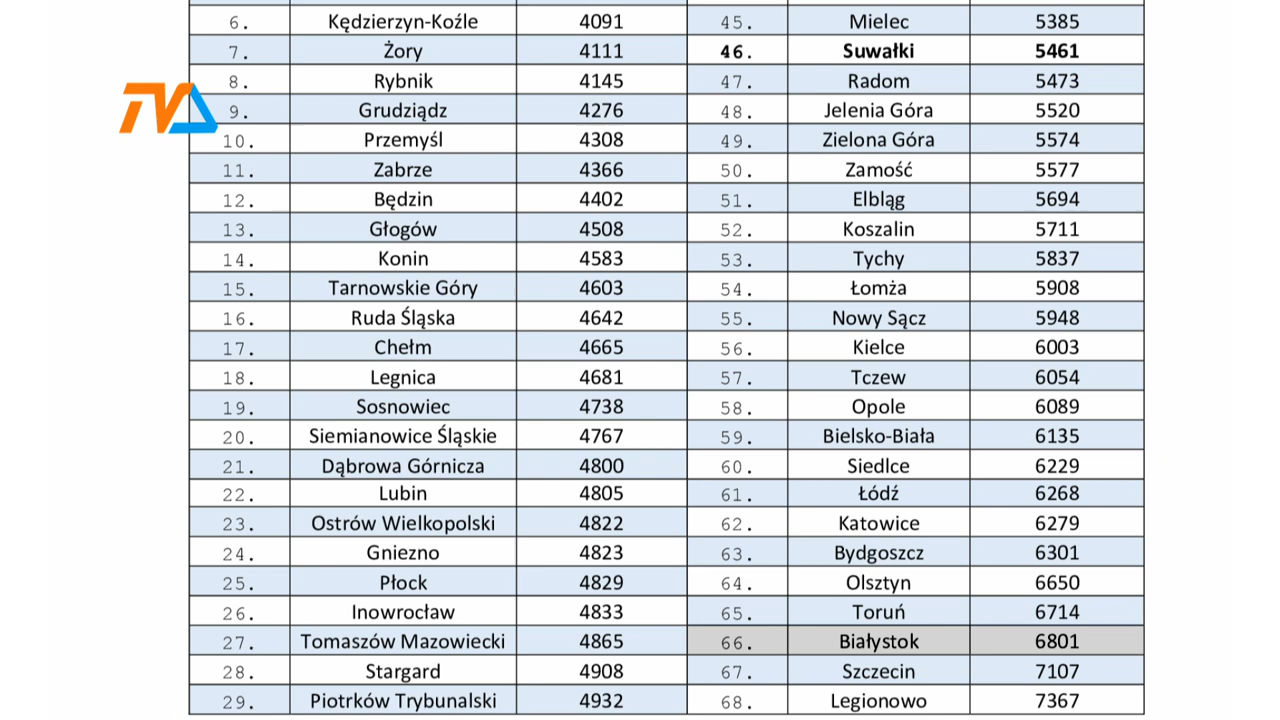 TVA
6. Kędzierzyn-Koźle 4091 45. Mielec 5385
7. Żory 4111 46. Suwałki 5461
8. Rybnik 4145 47. Radom 5473
9. Grudziądz 4276 48. Jelenia Góra 5520
10. Przemyśl 4308 49. Zielona Góra 5574
11. Zabrze 4366 50. Zamość 5577
12. Będzin 4402 51. Elbląg 5694
13. Głogów 4508 52. Koszalin 5711
14. Konin 4583 53. Tychy 5837
15. Tarnowskie Góry 4603 54. Łomża 5908
16. Ruda Śląska 4642 55. Nowy Sącz 5948
17. Chełm 4665 56. Kielce 6003
18. Legnica 4681 57. Tczew 6054
19. Sosnowiec 4738 58. Opole 6089
20. Siemianowice Śląskie 4767 59. Bielsko-Biała 6135
21. Dąbrowa Górnicza 4800 60. Siedlce 6229
22. Lubin 4805 61. Łódź 6268
23. Ostrów Wielkopolski 4822 62. Katowice 6279
24. Gniezno 4823 63. Bydgoszcz 6301
25. Płock 4829 64. Olsztyn 6650
26. Inowrocław 4833 65. Toruń 6714
27. Tomaszów Mazowiecki 4865 66. Białystok 6801
28. Stargard 4908 67. Szczecin 7107
29. Piotrków Trybunalski 4932 68. Legionowo 7367